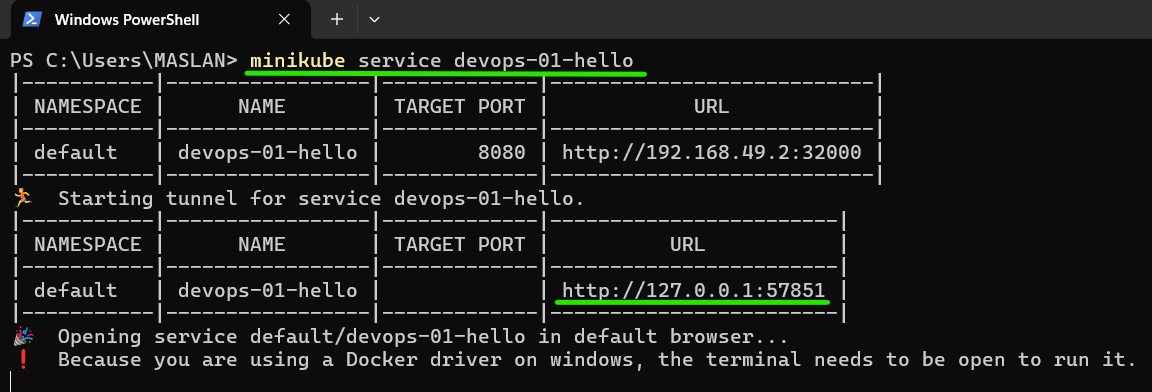 Windows PowerShell
PS C:\Users\MASLAN> minikube service devops-01-hello
|-----------|-----------------|-------------|---------------------------|
| NAMESPACE |      NAME       | TARGET PORT |            URL            |
|-----------|-----------------|-------------|---------------------------|
| default   | devops-01-hello |        8080 | http://192.168.49.2:32000 |
|-----------|-----------------|-------------|---------------------------|
🏃  Starting tunnel for service devops-01-hello.
|-----------|-----------------|-------------|------------------------|
| NAMESPACE |      NAME       | TARGET PORT |          URL           |
|-----------|-----------------|-------------|------------------------|
| default   | devops-01-hello |             | http://127.0.0.1:57851 |
|-----------|-----------------|-------------|------------------------|
🎉  Opening service default/devops-01-hello in default browser...
❗  Because you are using a Docker driver on windows, the terminal needs to be open to run it.